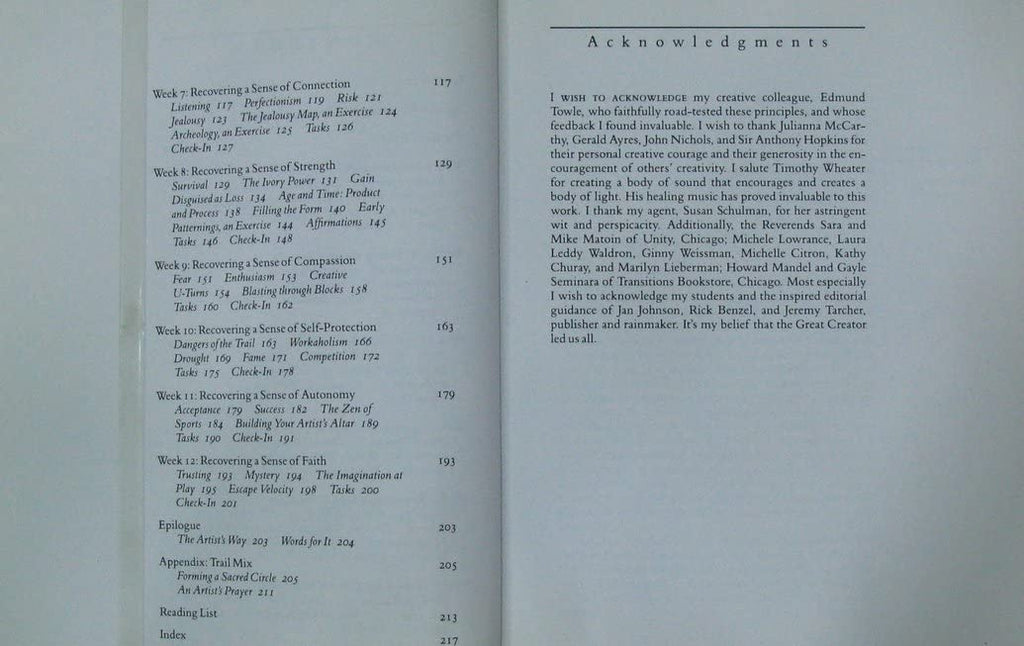 Week 7: Recovering a Sense of Connection 117
Listening 117 Perfectionism 119 Risk 121
Jealousy 123 The Jealousy Map, an Exercise 124
Archeology, an Exercise 125 Tasks 126
Check-In 127
Week 8: Recovering a Sense of Strength 129
Survival 129 The Ivory Power 131 Gain
Disguised as Loss 134 Age and Time: Product
and Process 138 Filling the Form 140 Early
Patternings, an Exercise 144 Affirmations 145
Tasks 146 Check-In 148
Week 9: Recovering a Sense of Compassion 151
Fear 151 Enthusiasm 153 Creative
U-Turns 154 Blasting through Blocks 158
Tasks 160 Check-In 162
Week 10: Recovering a Sense of Self-Protection 163
Dangers of the Trail 163 Workaholism 166
Drought 169 Fame 171 Competition 172
Tasks 175 Check-In 178
Week 11: Recovering a Sense of Autonomy 179
Acceptance 179 Success 182 The Zen of
Sports 184 Building Your Artist's Altar 189
Tasks 190 Check-In 191
Week 12: Recovering a Sense of Faith 193
Trusting 193 Mystery 194 The Imagination at
Play 195 Escape Velocity 198 Tasks 200
Check-In 201
Epilogue 203
The Artist's Way 203 Words for It 204
Appendix: Trail Mix 205
Forming a Sacred Circle 205
An Artist's Prayer 211
Reading List 213
Index 217
Acknowledgments
I WISH TO ACKNOWLEDGE my creative colleague, Edmund
Towle, who faithfully road-tested these principles, and whose
feedback I found invaluable. I wish to thank Julianna McCar-
thy, Gerald Ayres, John Nichols, and Sir Anthony Hopkins for
their personal creative courage and their generosity in the en-
couragement of others' creativity. I salute Timothy Wheater
for creating a body of sound that encourages and creates a
body of light. His healing music has proved invaluable to this
work. I thank my agent, Susan Schulman, for her astringent
wit and perspicacity. Additionally, the Reverends Sara and
Mike Matoin of Unity, Chicago; Michele Lowrance, Laura
Leddy Waldron, Ginny Weissman, Michelle Citron, Kathy
Churay, and Marilyn Lieberman; Howard Mandel and Gayle
Seminara of Transitions Bookstore, Chicago. Most especially
I wish to acknowledge my students and the inspired editorial
guidance of Jan Johnson, Rick Benzel, and Jeremy Tarcher,
publisher and rainmaker. It's my belief that the Great Creator
led us all.